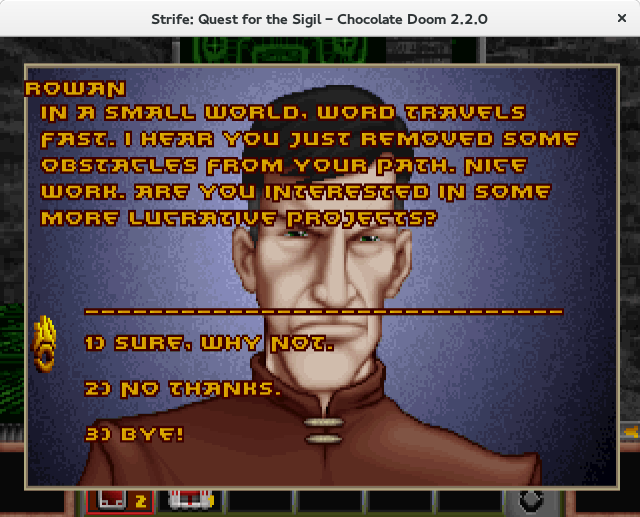 Strife: Quest for the Sigil – Chocolate Doom 2.2.0
ROWAN
IN A SMALL WORLD, WORD TRAVELS
FAST. I HEAR YOU JUST REMOVED SOME
OBSTACLES FROM YOUR PATH. NICE
WORK. ARE YOU INTERESTED IN SOME
MORE LUCRATIVE PROJECTS?
1) SURE, WHY NOT.
2) NO THANKS.
3) BYE!
2